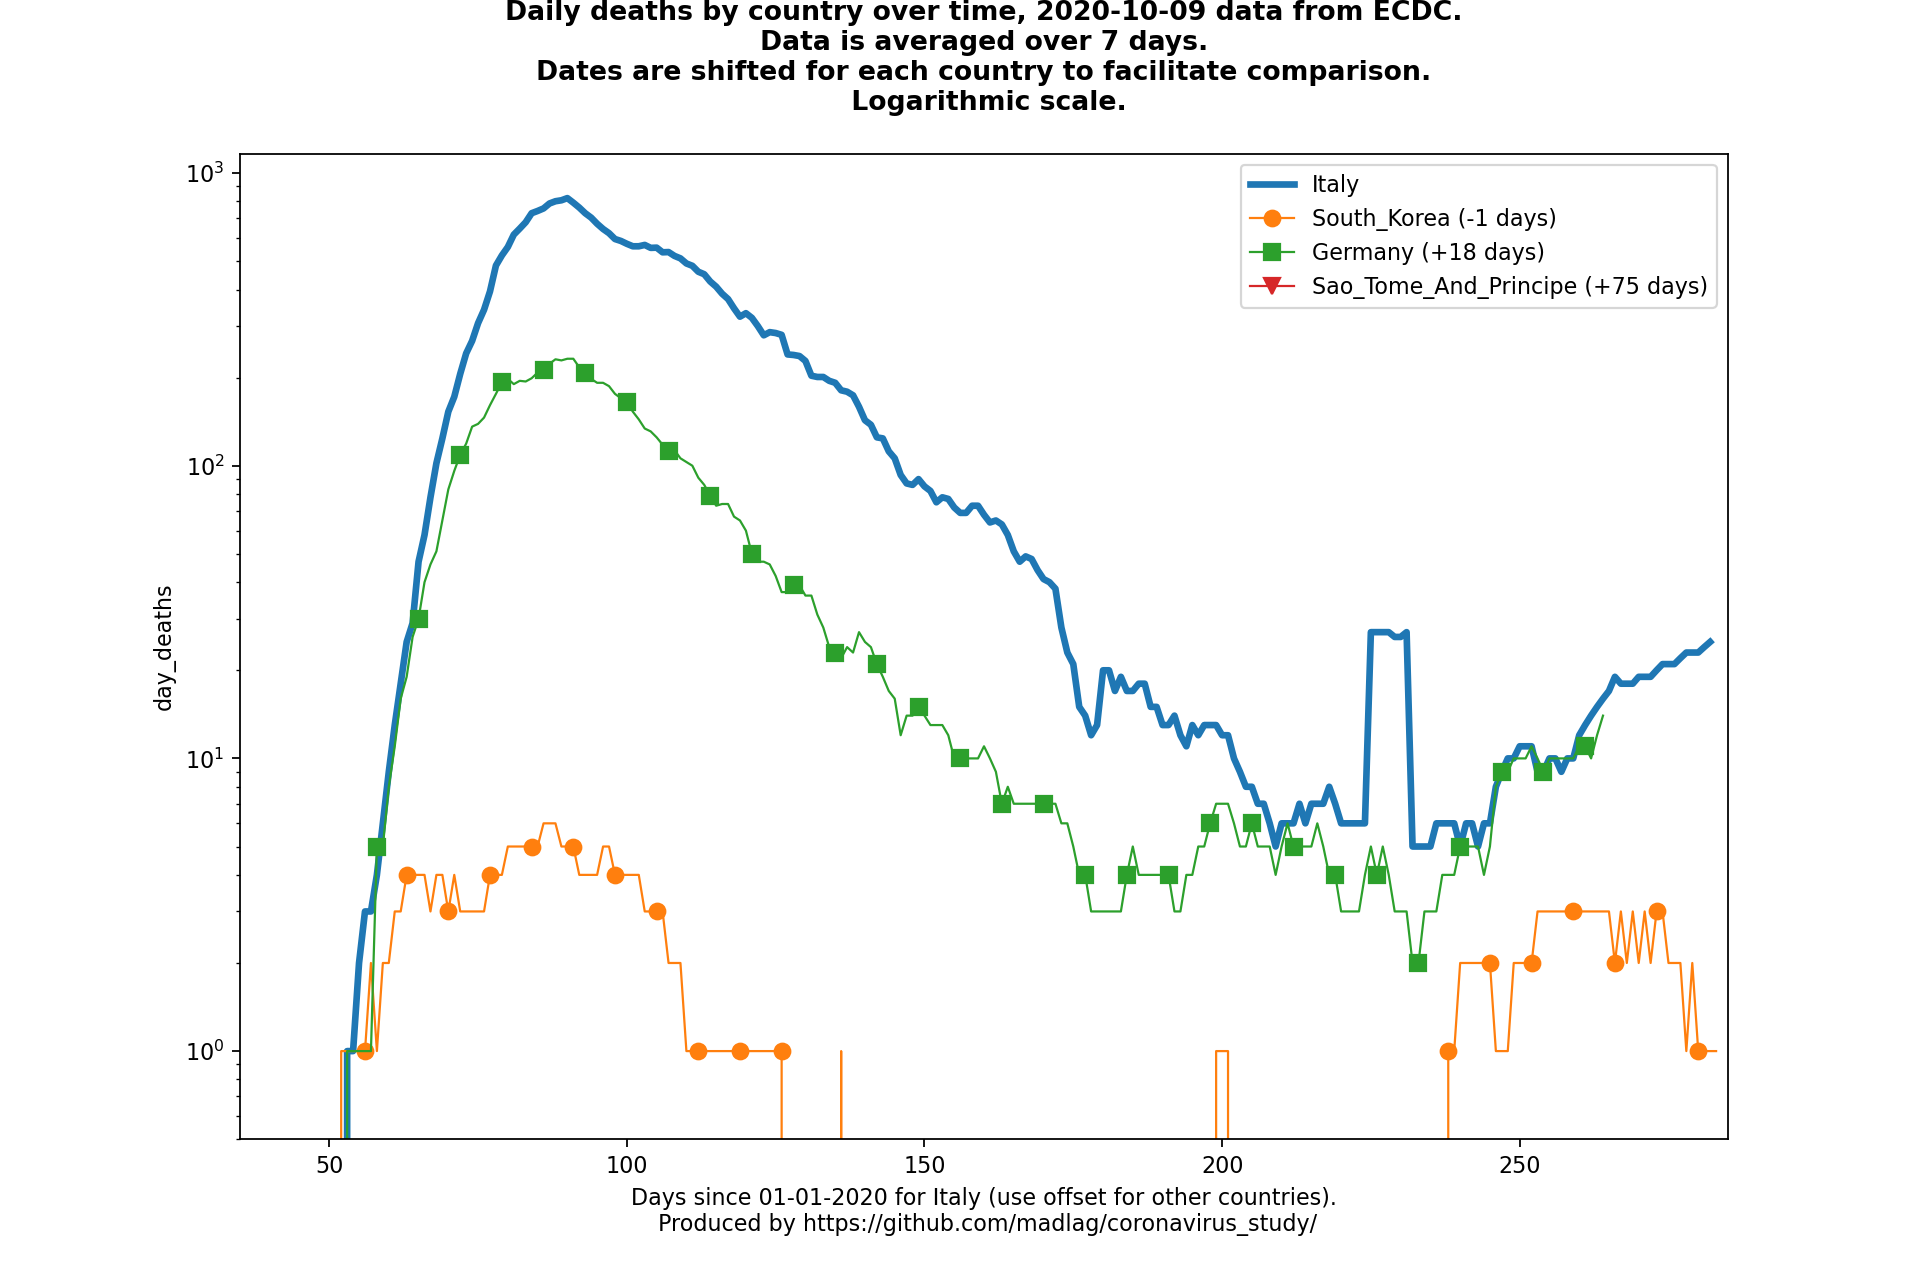 Daily deaths by country over time, 2020-10-09 data from ECDC.
Data is averaged over 7 days.
Dates are shifted for each country to facilitate comparison.
Logarithmic scale.
10³
10²
10¹
10⁰
day_deaths
Italy
South_Korea (-1 days)
Germany (+18 days)
Sao_Tome_And_Principe (+75 days)
50 100 150 200 250
Days since 01-01-2020 for Italy (use offset for other countries).
Produced by https://github.com/madlag/coronavirus_study/